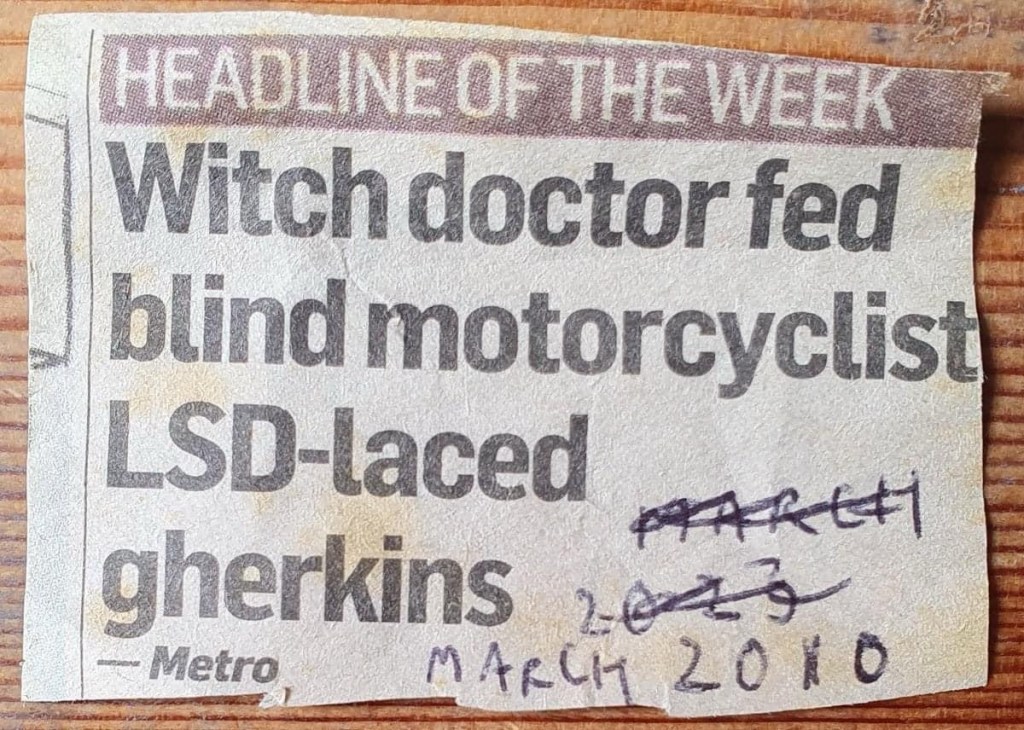 HEADLINE OF THE WEEK
Witch doctor fed
blind motorcyclist
LSD-laced
gherkins
— Metro
MARCH
2023
MARCH 2010